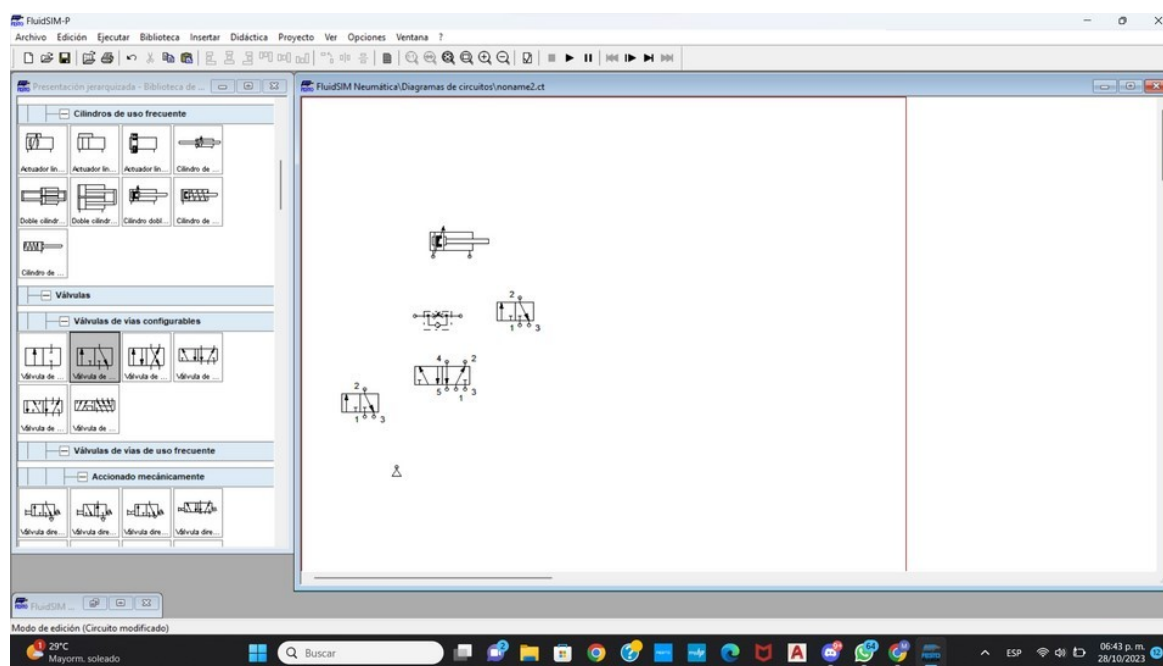 FluidSIM-P
Archivo Edición Ejecutar Biblioteca Insertar Didáctica Proyecto Ver Opciones Ventana ?
Presentación jerarquizada - Biblioteca de ...
Cilindros de uso frecuente
Actuador lin... Actuador lin... Actuador lin... Cilindro de ...
Doble cilindr... Doble cilindr... Cilindro dobl... Cilindro de ...
Cilindro de ...
Válvulas
Válvulas de vías configurables
Válvula de ... Válvula de ... Válvula de ... Válvula de ...
Válvula de ... Válvula de ...
Válvulas de vías de uso frecuente
Accionado mecánicamente
Válvula dire... Válvula dire... Válvula dire... Válvula dire...
FluidSIM Neumática\Diagramas de circuitos\noname2.ct
2
1 3
4 2
5 3
1
2
1 3
FluidSIM ...
Modo de edición (Circuito modificado)
1
29°C
Mayorm. soleado
Buscar
ESP
06:43 p. m.
28/10/2023